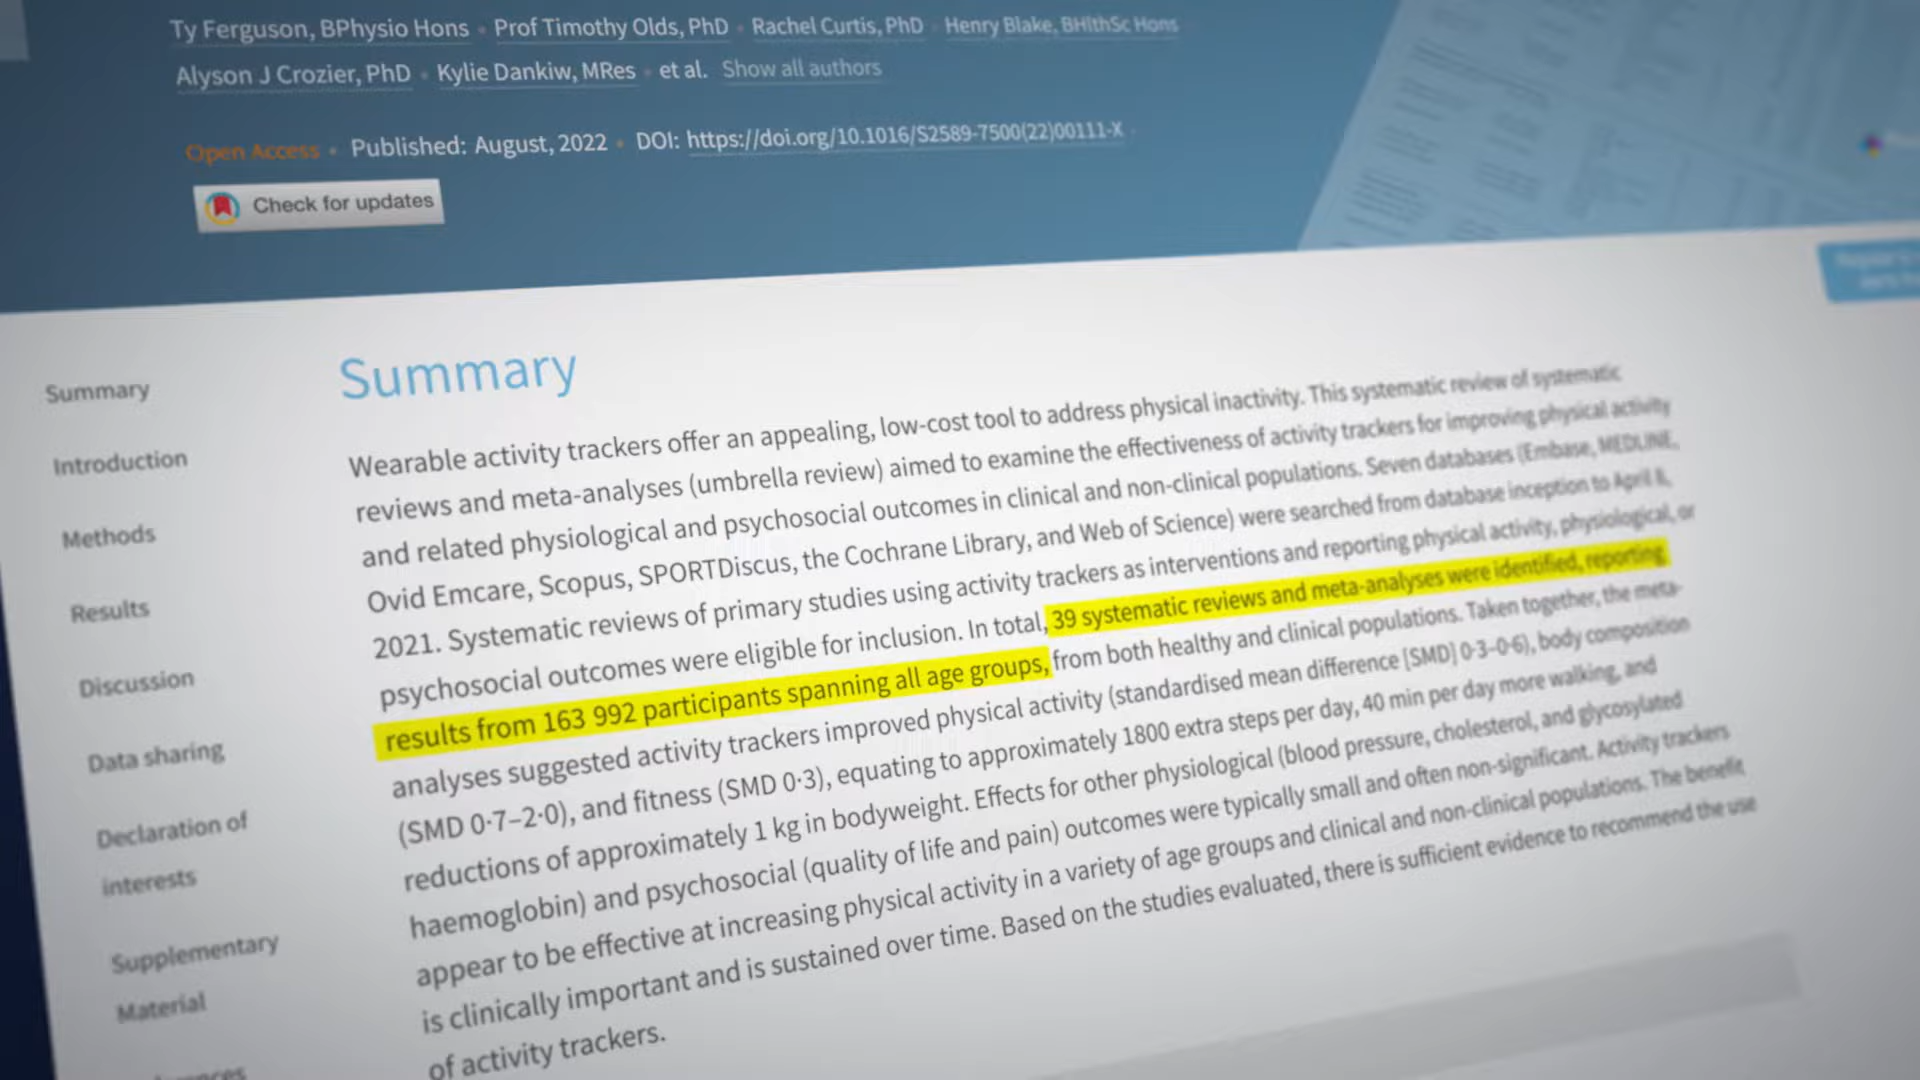 Ty Ferguson, BPhysio Hons • Prof Timothy Olds, PhD • Rachel Curtis, PhD • Henry Blake, BHlthSc Hons
Alyson J Crozier, PhD • Kylie Dankiw, MRes • et al. Show all authors
Open Access • Published: August, 2022 • DOI: https://doi.org/10.1016/S2589-7500(22)00111-X
Check for updates
Summary
Introduction
Methods
Results
Discussion
Data sharing
Declaration of
interests
Supplementary
Material
Summary
Wearable activity trackers offer an appealing, low-cost tool to address physical inactivity. This systematic review of systematic
reviews and meta-analyses (umbrella review) aimed to examine the effectiveness of activity trackers for improving physical activity
and related physiological and psychosocial outcomes in clinical and non-clinical populations. Seven databases (Embase, MEDLINE,
Ovid Emcare, Scopus, SPORTDiscus, the Cochrane Library, and Web of Science) were searched from database inception to April 8,
2021. Systematic reviews of primary studies using activity trackers as interventions and reporting physical activity, physiological, or
psychosocial outcomes were eligible for inclusion. In total, 39 systematic reviews and meta-analyses were identified, reporting
results from 163 992 participants spanning all age groups, from both healthy and clinical populations. Taken together, the meta-
analyses suggested activity trackers improved physical activity (standardised mean difference [SMD] 0·3–0·6), body composition
(SMD 0·7–2·0), and fitness (SMD 0·3), equating to approximately 1800 extra steps per day, 40 min per day more walking, and
reductions of approximately 1 kg in bodyweight. Effects for other physiological (blood pressure, cholesterol, and glycosylated
haemoglobin) and psychosocial (quality of life and pain) outcomes were typically small and often non-significant. Activity trackers
appear to be effective at increasing physical activity in a variety of age groups and clinical and non-clinical populations. The benefit
is clinically important and is sustained over time. Based on the studies evaluated, there is sufficient evidence to recommend the use
of activity trackers.